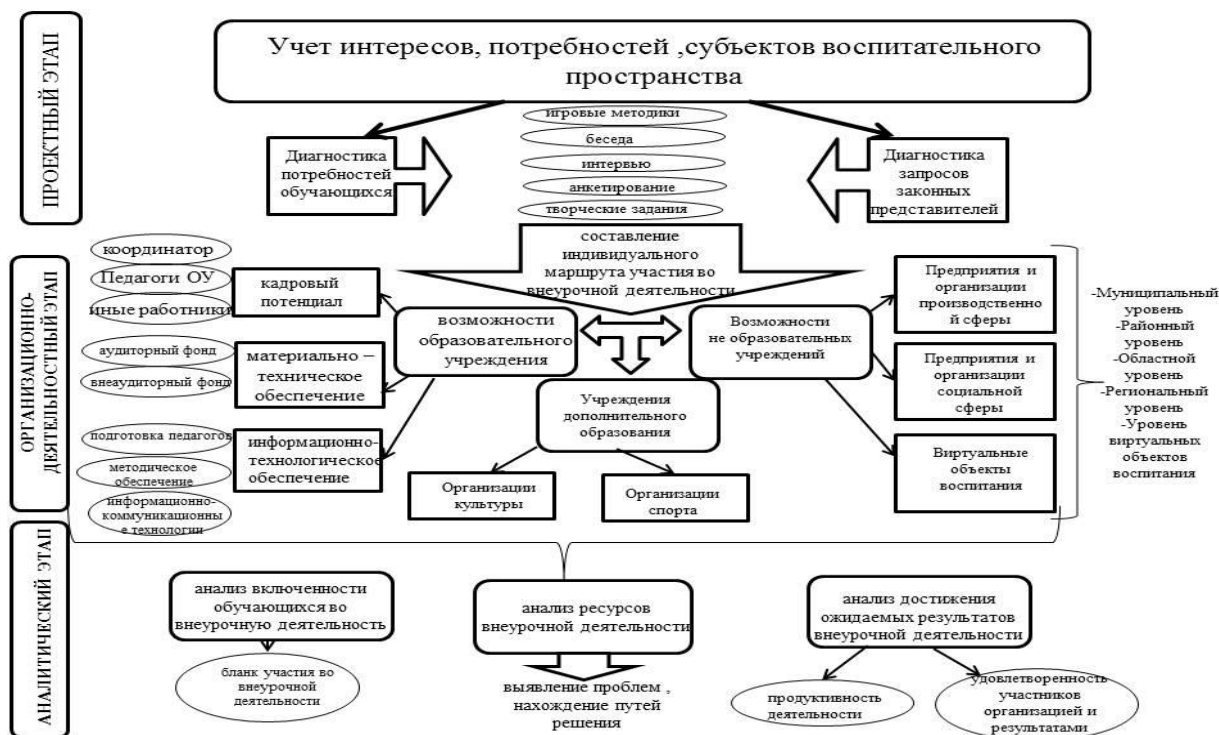 ПРОЕКТНЫЙ ЭТАП
Учет интересов, потребностей ,субъектов воспитательного
пространства
Диагностика
потребностей
обучающихся
игровые методики
беседа
интервью
анкетирование
творческие задания
Диагностика
запросов
законных
представителей
составление
индивидуального
маршрута участия во
внеурочной деятельности
ОРГАНИЗАЦИОННО-
ДЕЯТЕЛЬНОСТНЫЙ ЭТАП
координатор
Педагоги ОУ
иные работники
кадровый
потенциал
аудиторный фонд
внеаудиторный фонд
материально –
техническое
обеспечение
подготовка педагогов
методическое
обеспечение
информационно-
коммуникационны
е технологии
информационно-
технологическое
обеспечение
возможности
образовательного
учреждения
Возможности
не образовательных
учреждений
Учреждения
дополнительного
образования
Организации
культуры
Организации
спорта
Предприятия и
организации
производственно
й сферы
Предприятия и
организации
социальной
сферы
Виртуальные
объекты
воспитания
-Муниципальный
уровень
-Районный
уровень
-Областной
уровень
-Региональный
уровень
-Уровень
виртуальных
объектов
воспитания
АНАЛИТИЧЕСКИЙ ЭТАП
анализ включенности
обучающихся во
внеурочную деятельность
бланк участия во
внеурочной
деятельности
анализ ресурсов
внеурочной деятельности
выявление проблем ,
нахождение путей
решения
анализ достижения
ожидаемых результатов
внеурочной деятельности
продуктивность
деятельности
удовлетворенность
участников
организацией и
результатами